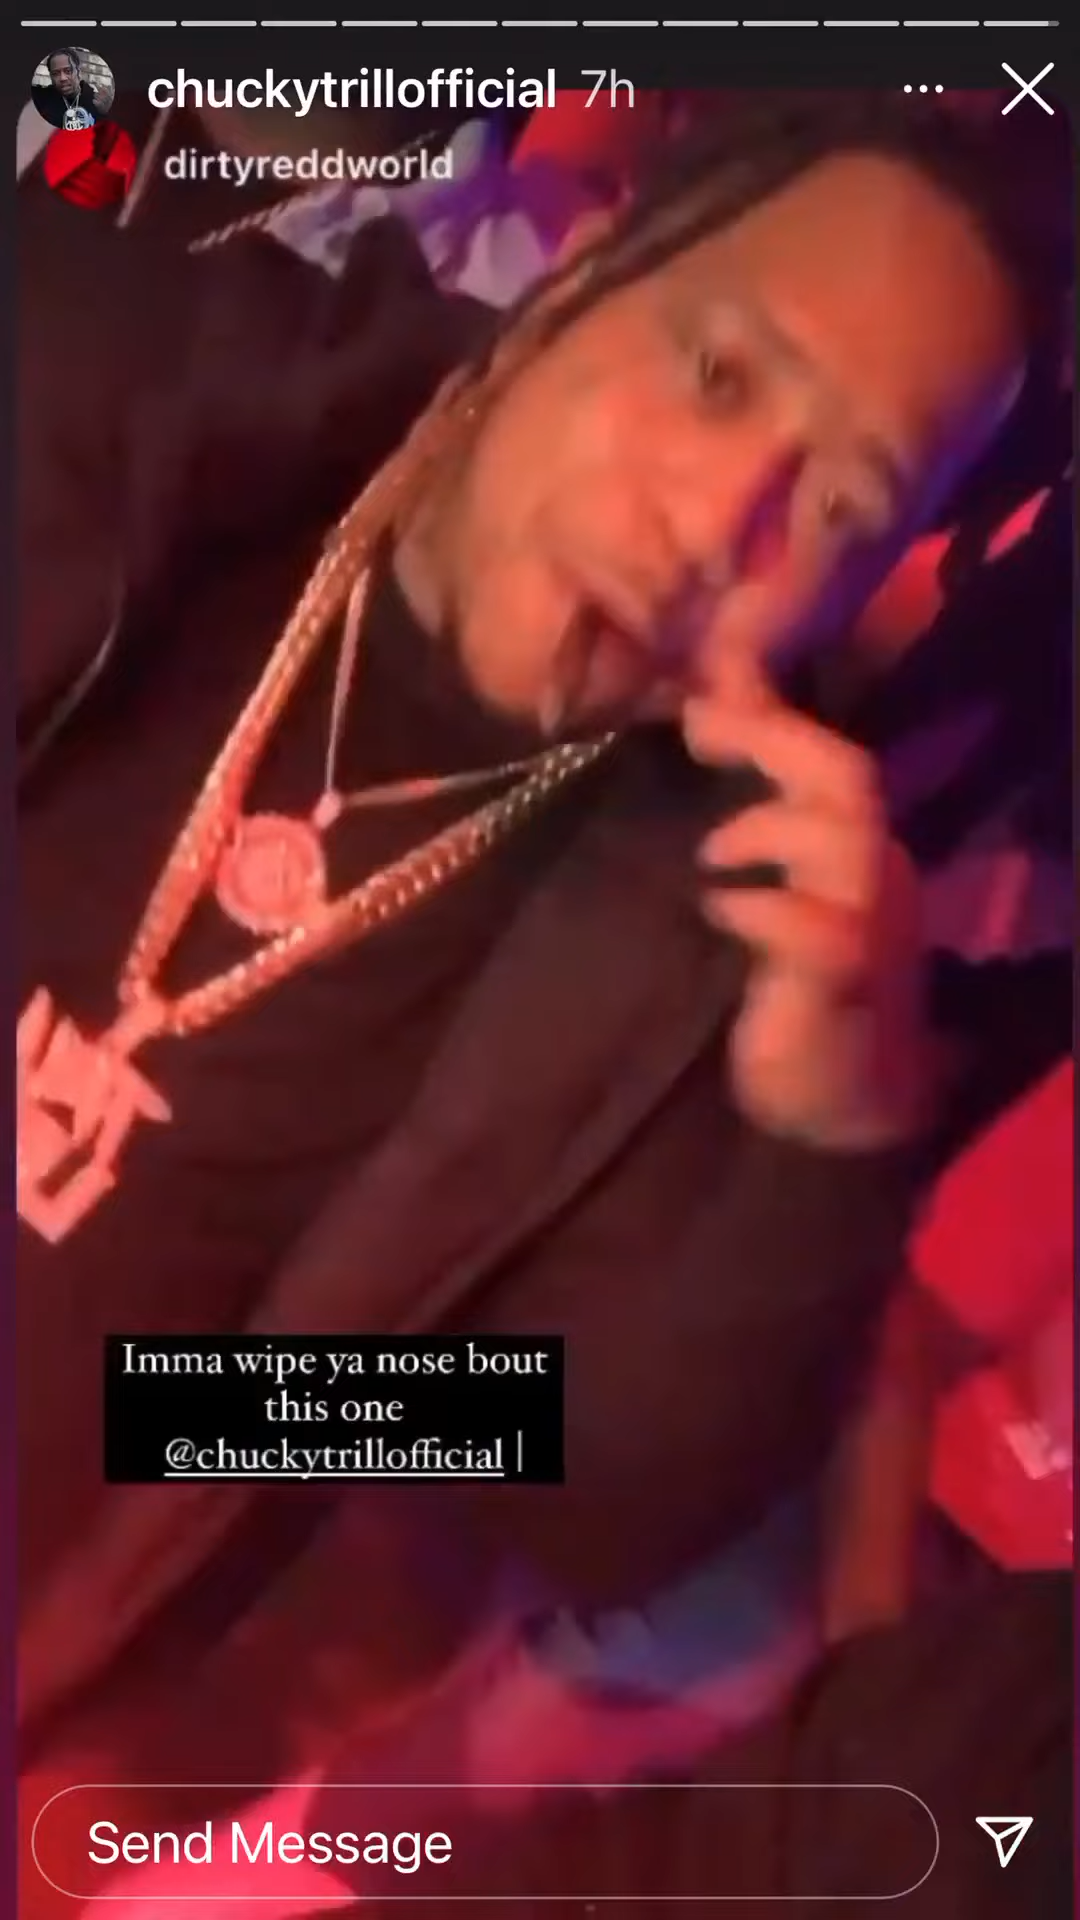 chuckytrillofficial 7h
dirtyreddworld
Imma wipe ya nose bout
this one
@chuckytrillofficial
Send Message